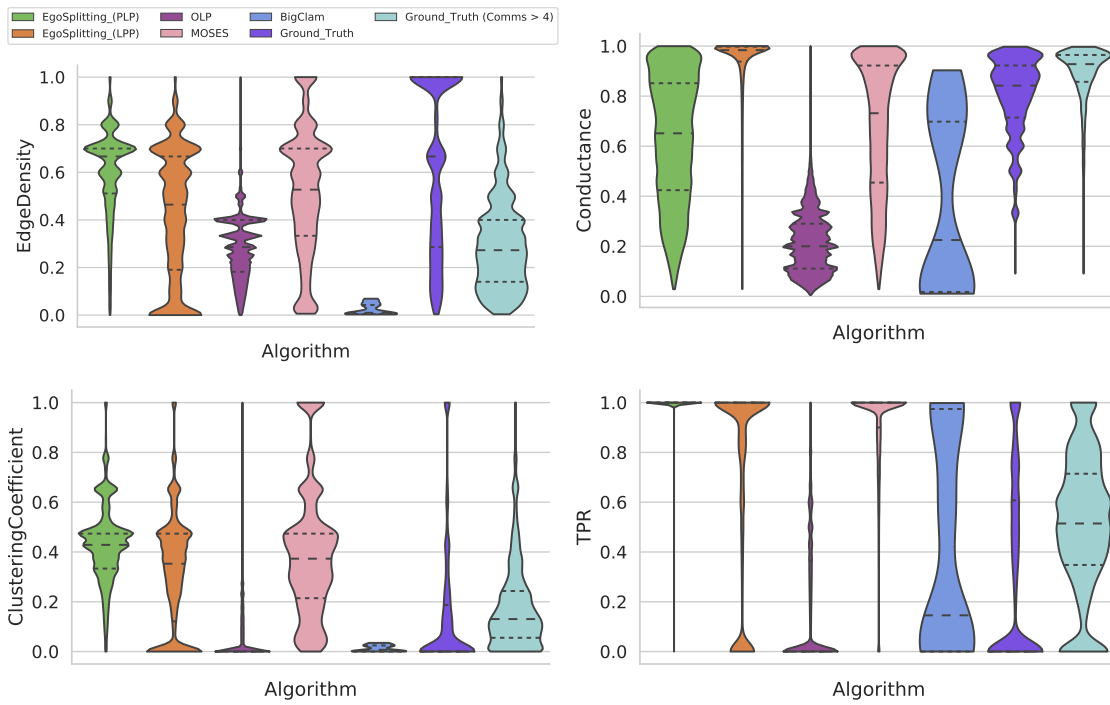 EgoSplitting_(PLP) OLP BigClam Ground_Truth (Comms > 4)
EgoSplitting_(LPP) MOSES Ground_Truth
1.0
0.8
0.6
0.4
0.2
0.0
EdgeDensity
Algorithm
1.0
0.8
0.6
0.4
0.2
0.0
Conductance
Algorithm
1.0
0.8
0.6
0.4
0.2
0.0
ClusteringCoefficient
Algorithm
1.0
0.8
0.6
0.4
0.2
0.0
TPR
Algorithm